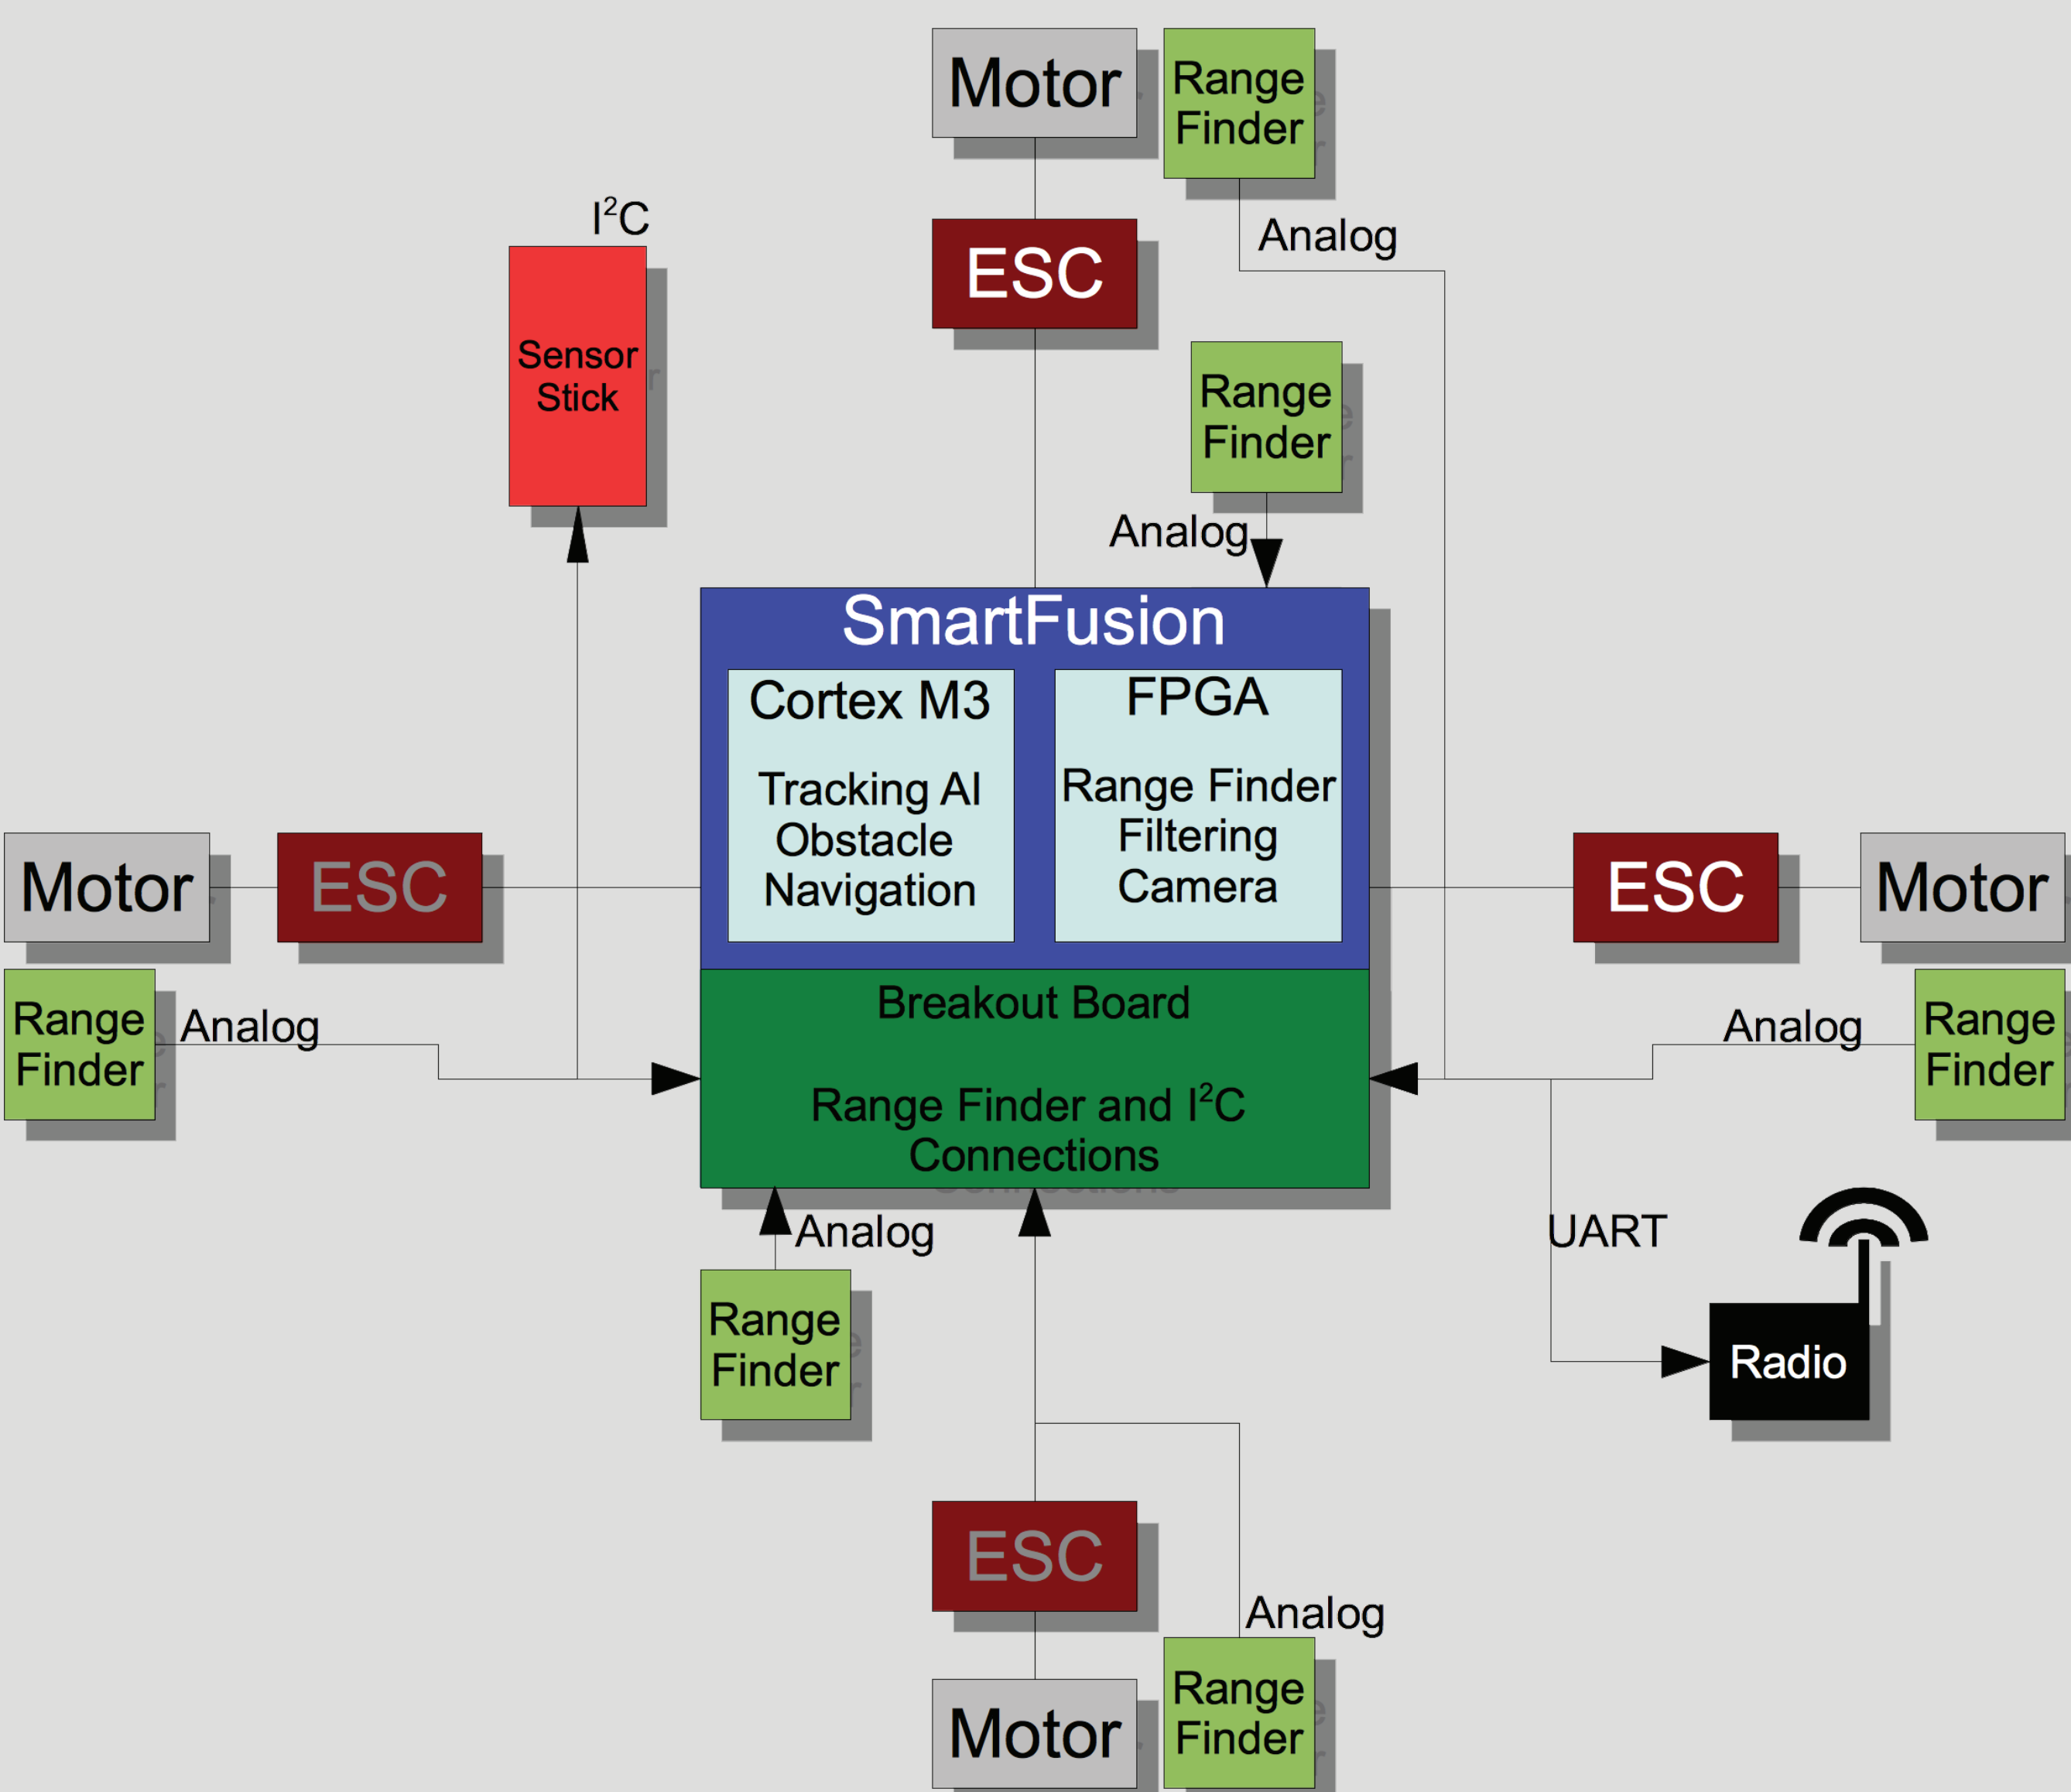 Motor
Range
Finder
Analog
I²C
ESC
Sensor
Stick
Range
Finder
Analog
SmartFusion
Cortex M3
Tracking AI
Obstacle
Navigation
FPGA
Range Finder
Filtering
Camera
Motor
ESC
ESC
Motor
Range
Finder
Analog
Breakout Board
Range Finder and I²C
Connections
Analog
Range
Finder
Analog
Range
Finder
UART
Radio
ESC
Analog
Motor
Range
Finder